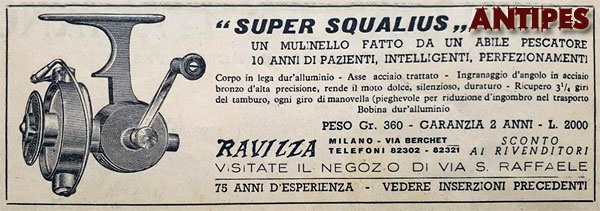 "SUPER SQUALIUS„
ANTIPES
UN MULINELLO FATTO DA UN ABILE PESCATORE
10 ANNI DI PAZIENTI, INTELLIGENTI, PERFEZIONAMENTI
Corpo in lega dur'alluminio - Asse acciaio trattato - Ingranaggio d'angolo in acciaio
bronzo d'alta precisione, rende il moto dolce, silenzioso, duraturo - Ricupero 3¼ giri
del tamburo, ogni giro di manovella (pieghevole per riduzione d'ingombro nel trasporto
Bobina dur'alluminio
PESO Gr. 360 - GARANZIA 2 ANNI - L. 2000
RAVIZZA
MILANO - VIA BERCHET
TELEFONI 82302 - 82321
SCONTO
AI RIVENDITORI
VISITATE IL NEGOZIO DI VIA S. RAFFAELE
75 ANNI D'ESPERIENZA - VEDERE INSERZIONI PRECEDENTI